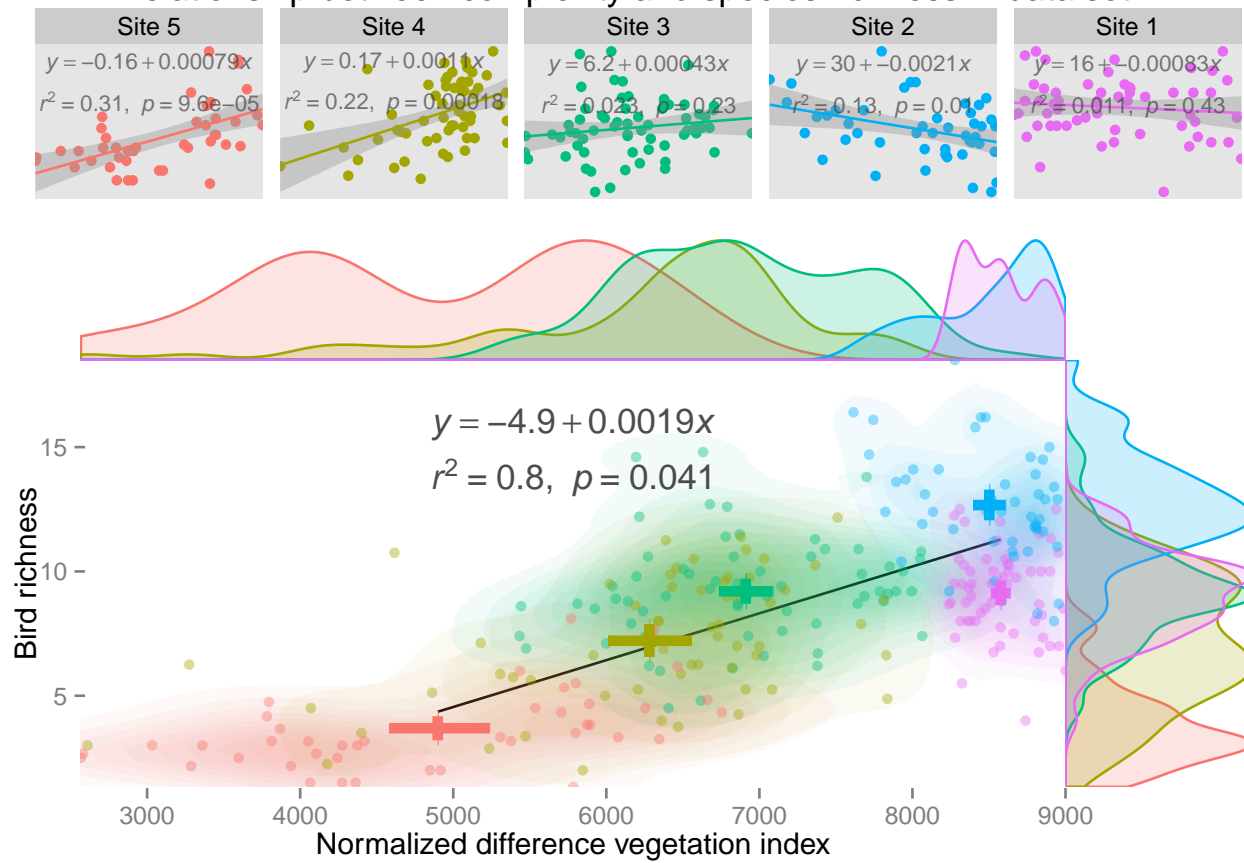 Site 5 Site 4 Site 3 Site 2 Site 1
y = −0.16 + 0.00079x y = 0.17 + 0.0011x y = 6.2 + 0.00043x y = 30 + −0.0021x y = 16 + −0.00083x
r² = 0.31, p = 9.6e−05 r² = 0.22, p = 0.00018 r² = 0.023, p = 0.23 r² = 0.13, p = 0.01 r² = 0.011, p = 0.43
y = −4.9 + 0.0019x
r² = 0.8, p = 0.041
15
10
5
Bird richness
3000 4000 5000 6000 7000 8000 9000
Normalized difference vegetation index